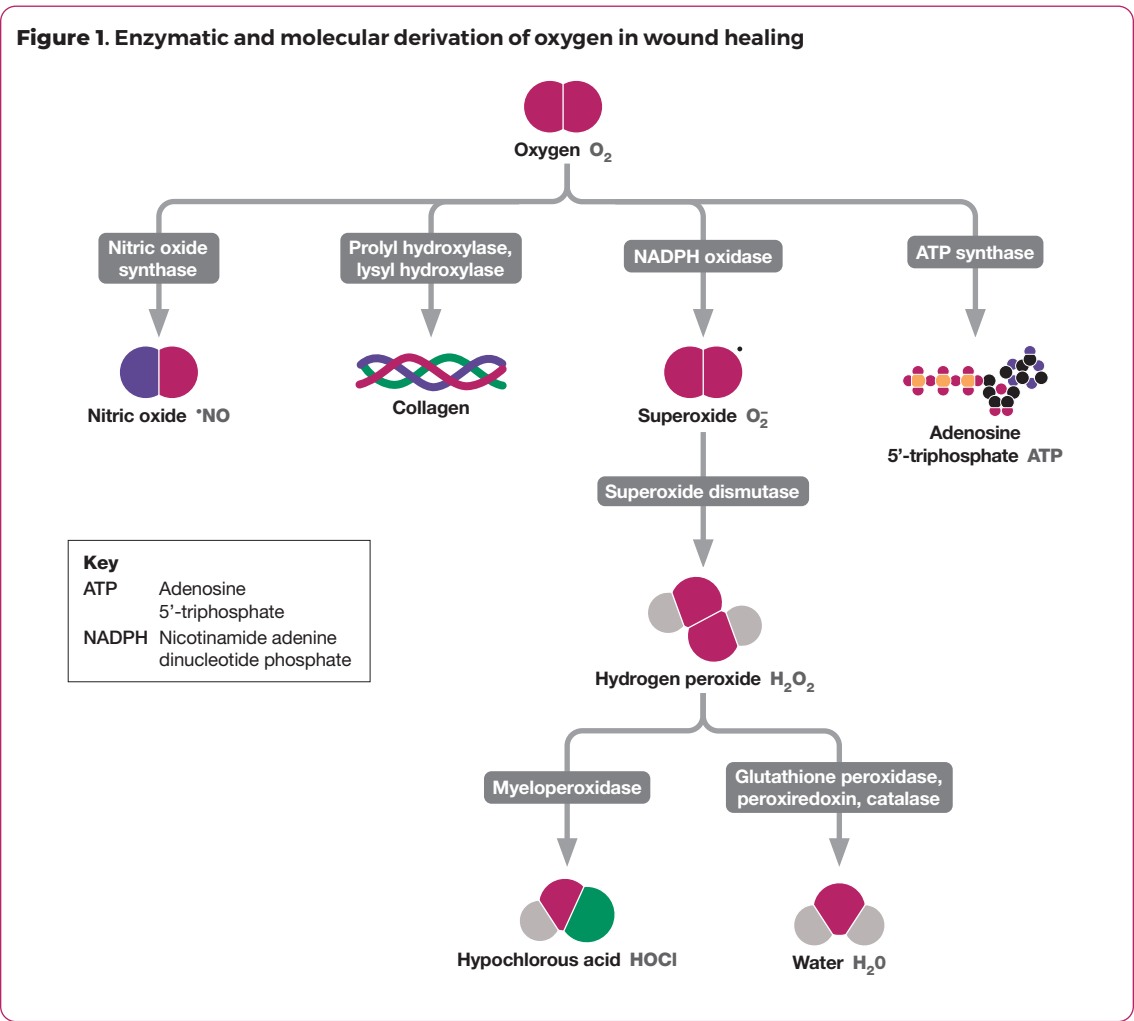 Figure 1. Enzymatic and molecular derivation of oxygen in wound healing
Oxygen O₂
Nitric oxide
synthase
Prolyl hydroxylase,
lysyl hydroxylase
NADPH oxidase
ATP synthase
Nitric oxide •NO
Collagen
Superoxide O₂⁻
Adenosine
5’-triphosphate ATP
Superoxide dismutase
Key
ATP Adenosine
5’-triphosphate
NADPH Nicotinamide adenine
dinucleotide phosphate
Hydrogen peroxide H₂O₂
Myeloperoxidase
Glutathione peroxidase,
peroxiredoxin, catalase
Hypochlorous acid HOCl
Water H₂0